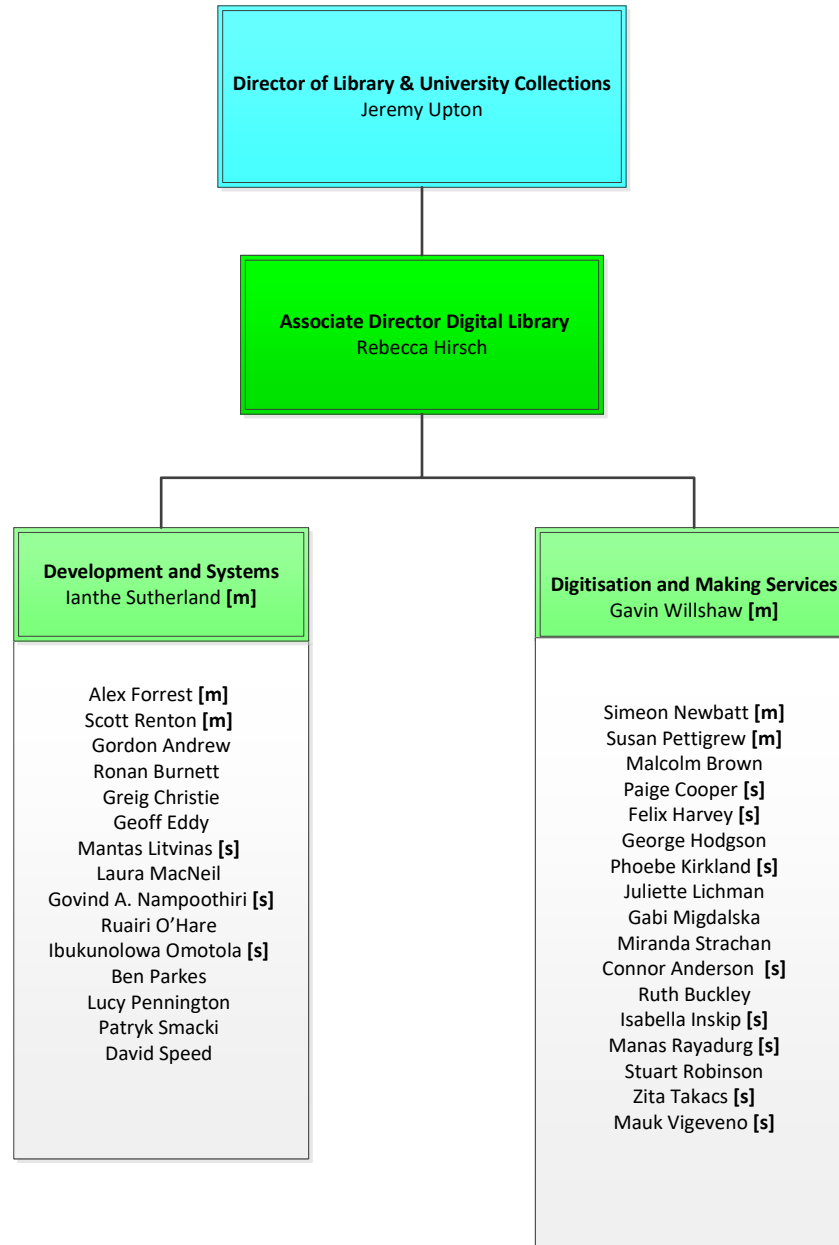 Director of Library & University Collections
Jeremy Upton
Associate Director Digital Library
Rebecca Hirsch
Development and Systems
Ianthe Sutherland [m]
Alex Forrest [m]
Scott Renton [m]
Gordon Andrew
Ronan Burnett
Greig Christie
Geoff Eddy
Mantas Litvinas [s]
Laura MacNeil
Govind A. Nampoothiri [s]
Ruairi O’Hare
Ibukunolowa Omotola [s]
Ben Parkes
Lucy Pennington
Patryk Smacki
David Speed
Digitisation and Making Services
Gavin Willshaw [m]
Simeon Newbatt [m]
Susan Pettigrew [m]
Malcolm Brown
Paige Cooper [s]
Felix Harvey [s]
George Hodgson
Phoebe Kirkland [s]
Juliette Lichman
Gabi Migdalska
Miranda Strachan
Connor Anderson [s]
Ruth Buckley
Isabella Inskip [s]
Manas Rayadurg [s]
Stuart Robinson
Zita Takacs [s]
Mauk Vigeveno [s]